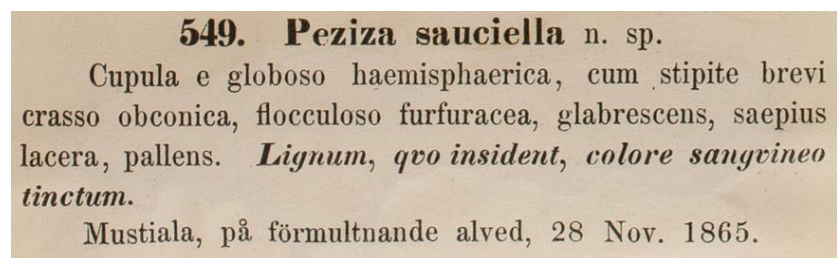 549. Peziza sauciella n. sp.
Cupula e globoso haemisphaerica, cum stipite brevi
crasso obconica, flocculoso furfuracea, glabrescens, saepius
lacera, pallens. Lignum, qvo insident, colore sangvineo
tinctum.
Mustiala, på förmultnande alved, 28 Nov. 1865.